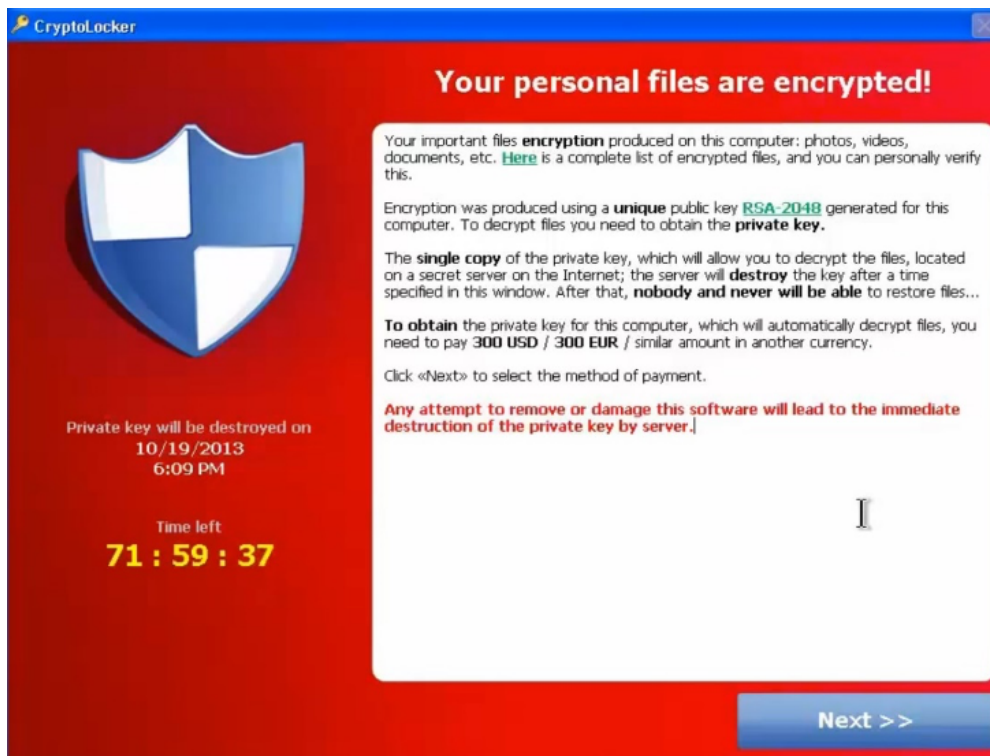 CryptoLocker
Your personal files are encrypted!
Your important files encryption produced on this computer: photos, videos,
documents, etc. Here is a complete list of encrypted files, and you can personally verify
this.
Encryption was produced using a unique public key RSA-2048 generated for this
computer. To decrypt files you need to obtain the private key.
The single copy of the private key, which will allow you to decrypt the files, located
on a secret server on the Internet; the server will destroy the key after a time
specified in this window. After that, nobody and never will be able to restore files...
To obtain the private key for this computer, which will automatically decrypt files, you
need to pay 300 USD / 300 EUR / similar amount in another currency.
Click «Next» to select the method of payment.
Any attempt to remove or damage this software will lead to the immediate
destruction of the private key by server.
Private key will be destroyed on
10/19/2013
6:09 PM
Time left
71 : 59 : 37
Next >>